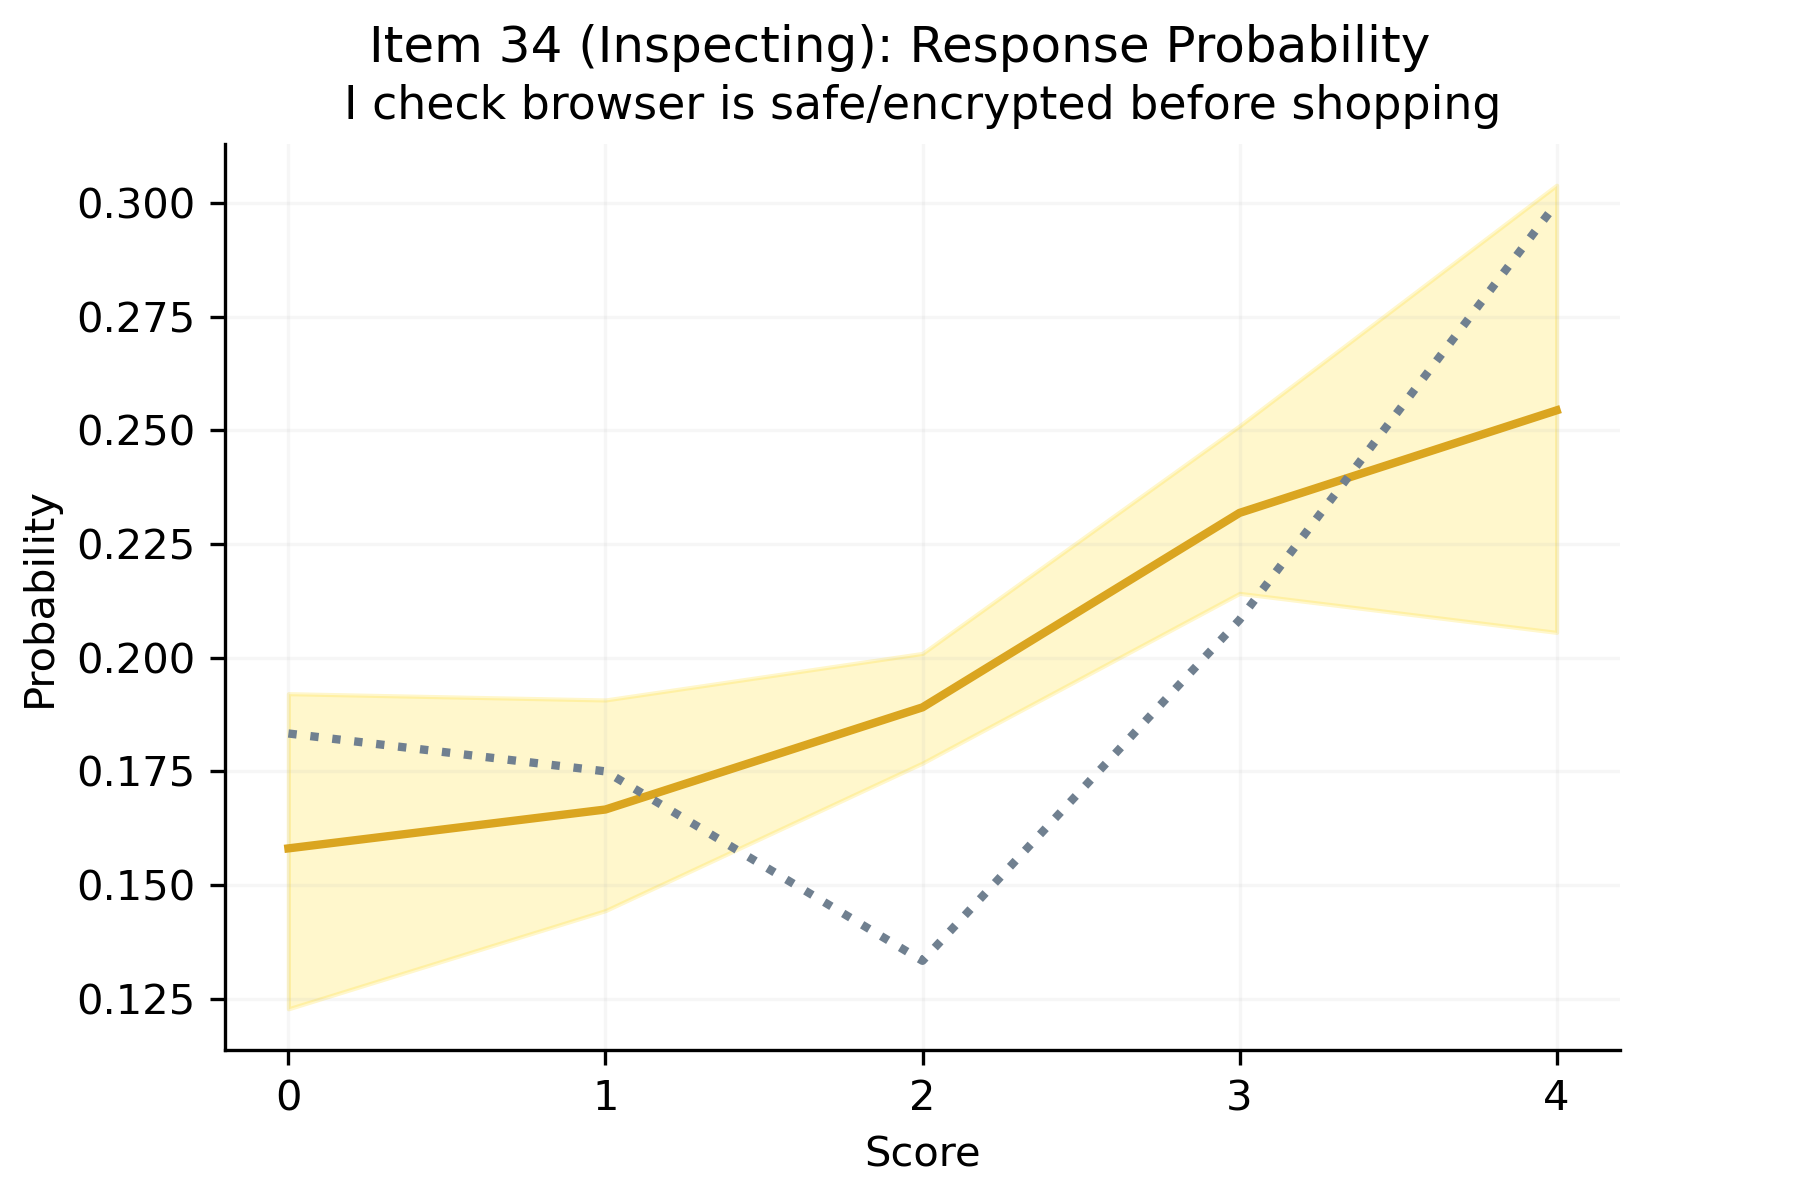 Item 34 (Inspecting): Response Probability
I check browser is safe/encrypted before shopping
0.300
0.275
0.250
0.225
0.200
0.175
0.150
0.125
Probability
0 1 2 3 4
Score